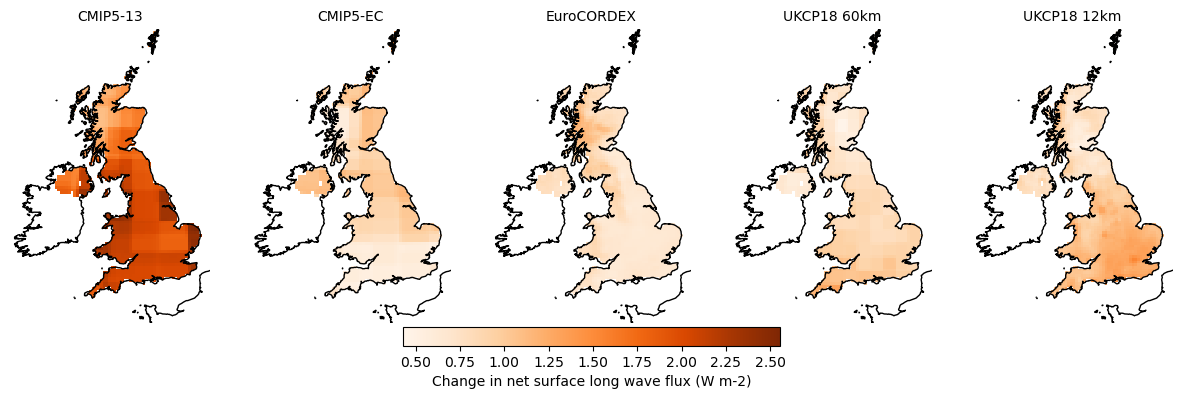 CMIP5-13 CMIP5-EC EuroCORDEX UKCP18 60km UKCP18 12km
0.50 0.75 1.00 1.25 1.50 1.75 2.00 2.25 2.50
Change in net surface long wave flux (W m-2)